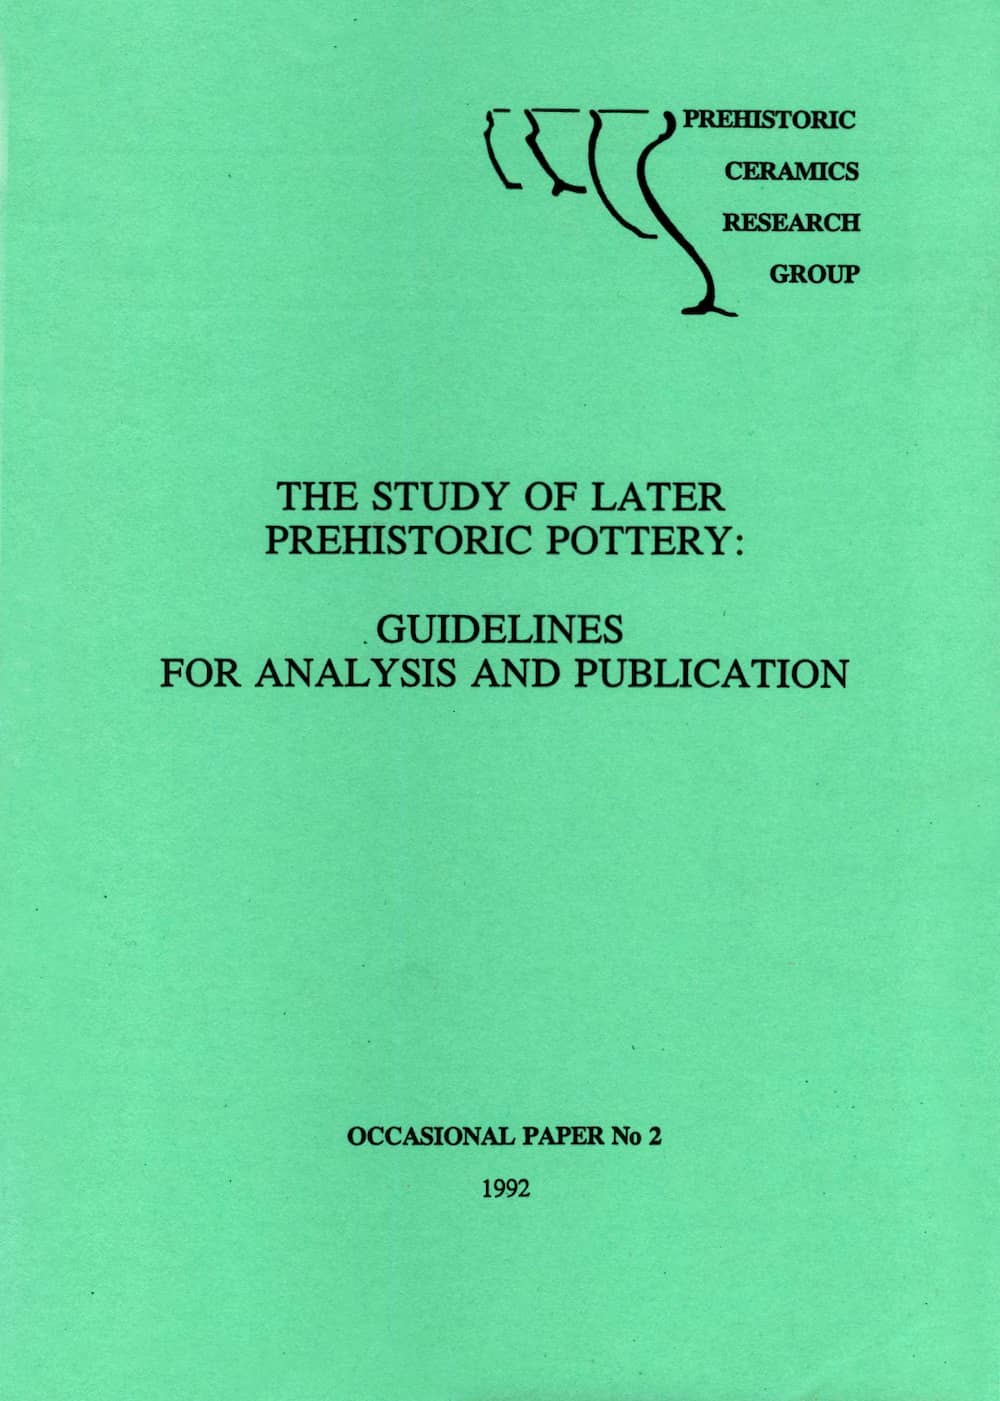 PREHISTORIC
CERAMICS
RESEARCH
GROUP
THE STUDY OF LATER
PREHISTORIC POTTERY:
GUIDELINES
FOR ANALYSIS AND PUBLICATION
OCCASIONAL PAPER No 2
1992